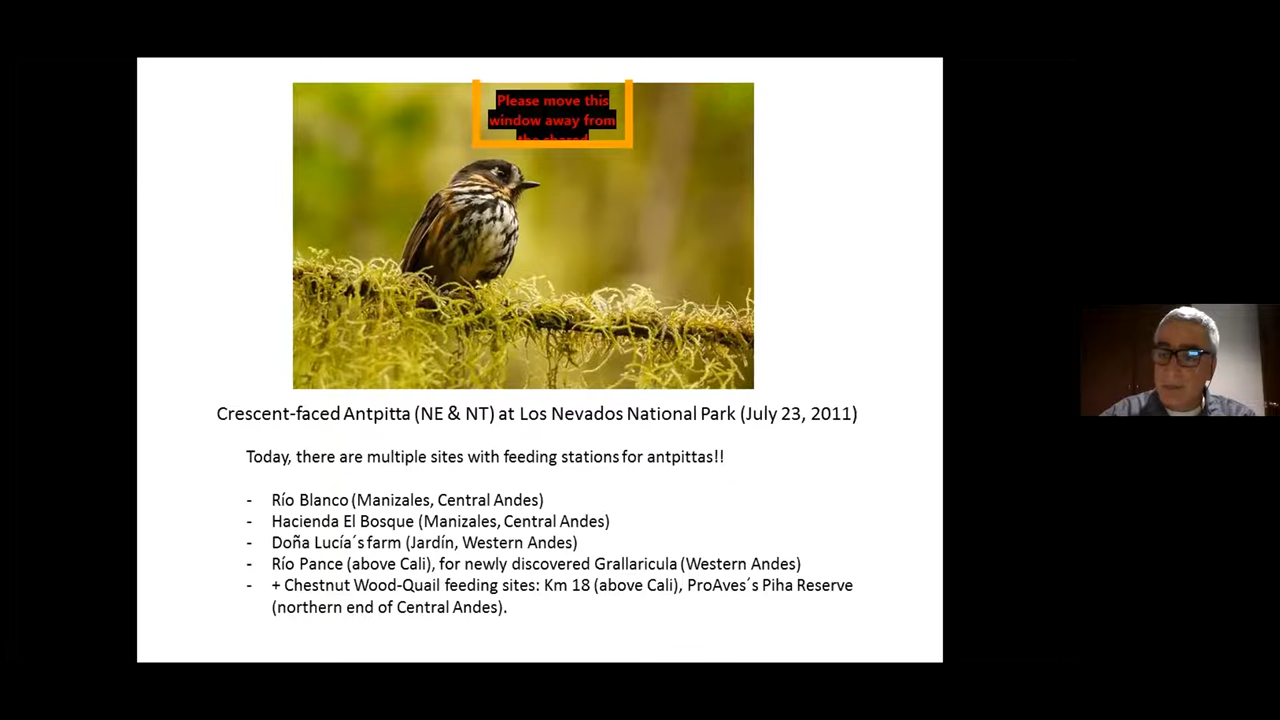 Please move this
window away from
the shared
Crescent-faced Antpitta (NE & NT) at Los Nevados National Park (July 23, 2011)
Today, there are multiple sites with feeding stations for antpittas!!
- Río Blanco (Manizales, Central Andes)
- Hacienda El Bosque (Manizales, Central Andes)
- Doña Lucía´s farm (Jardín, Western Andes)
- Río Pance (above Cali), for newly discovered Grallaricula (Western Andes)
- + Chestnut Wood-Quail feeding sites: Km 18 (above Cali), ProAves´s Piha Reserve
(northern end of Central Andes).